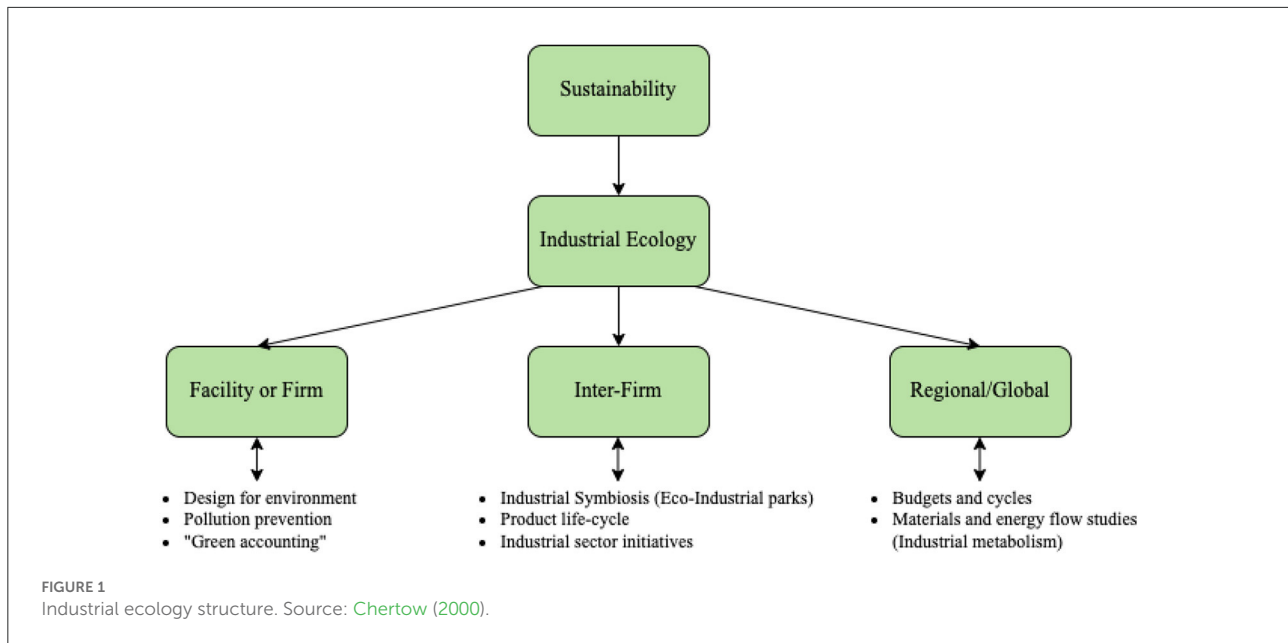 Sustainability
Industrial Ecology
Facility or Firm
Inter-Firm
Regional/Global
• Design for environment
• Pollution prevention
• "Green accounting"
• Industrial Symbiosis (Eco-Industrial parks)
• Product life-cycle
• Industrial sector initiatives
• Budgets and cycles
• Materials and energy flow studies
(Industrial metabolism)
FIGURE 1
Industrial ecology structure. Source: Chertow (2000).